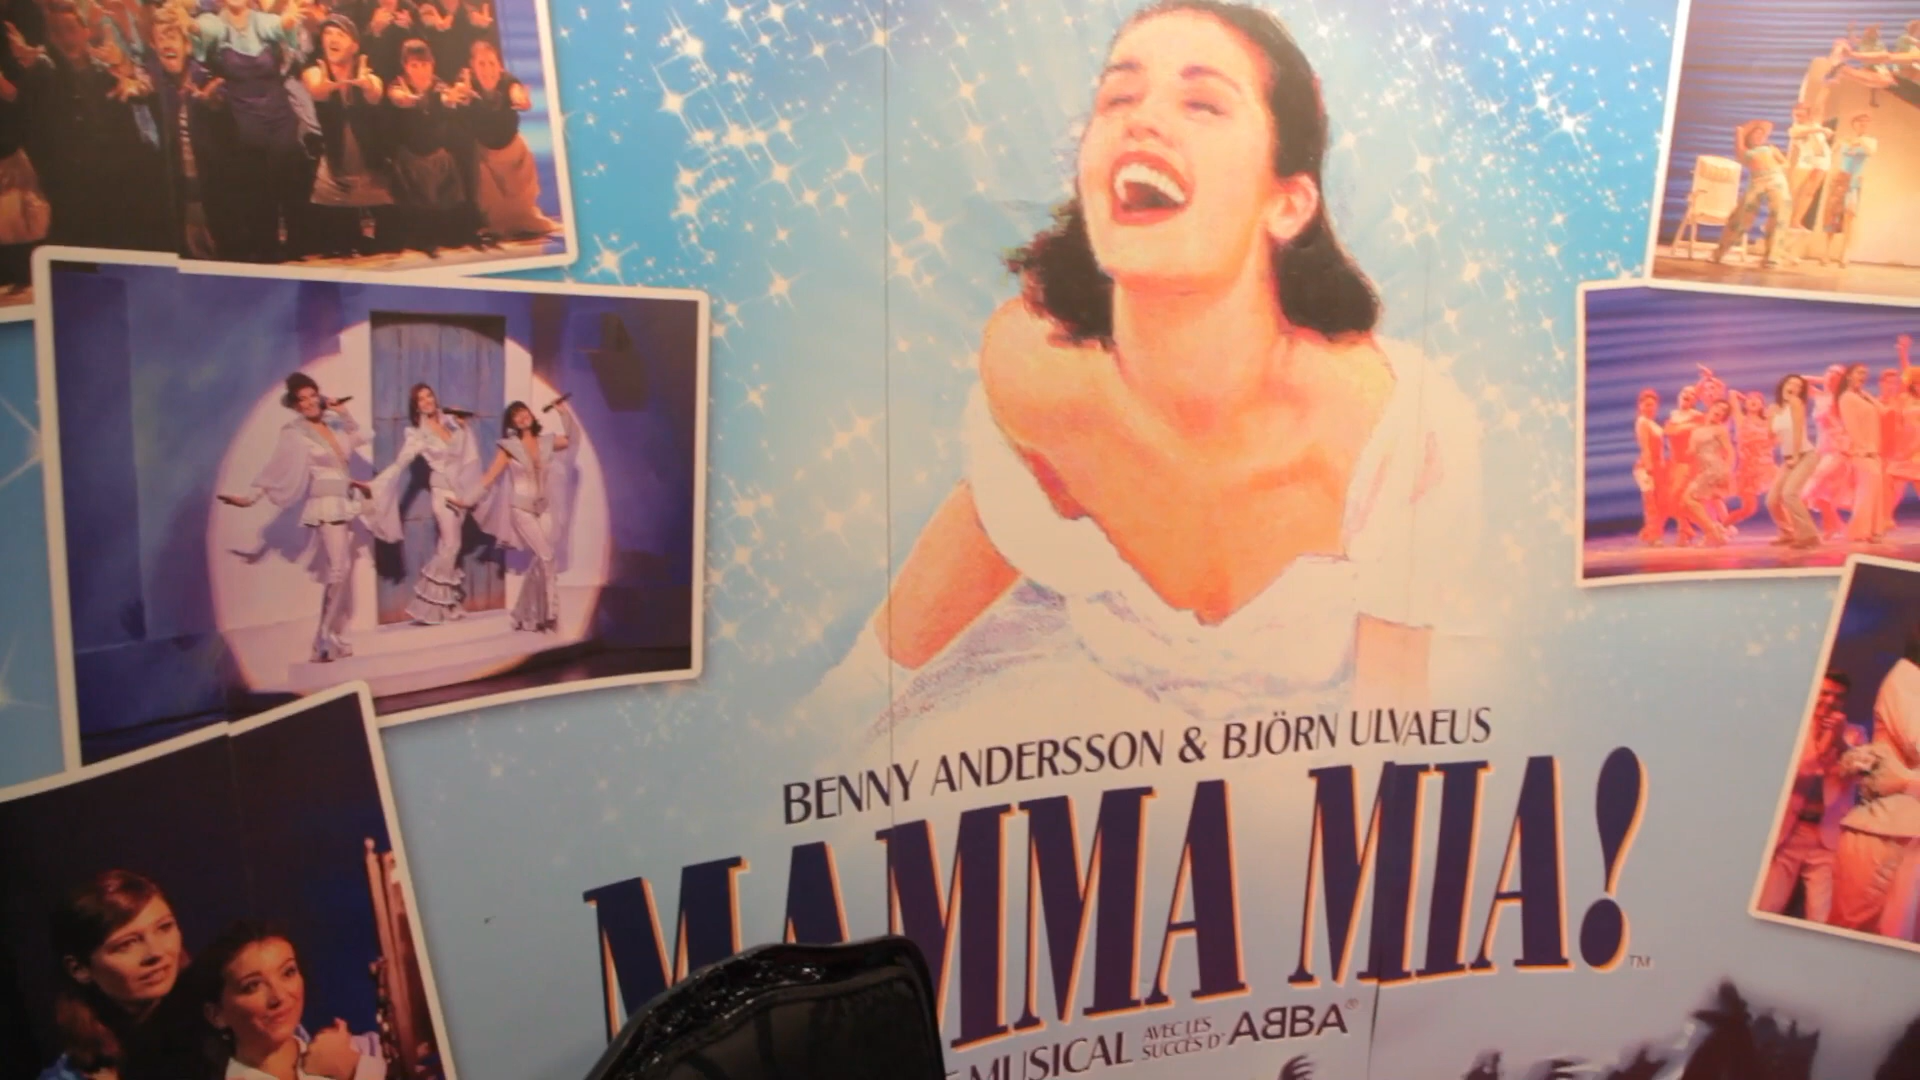 BENNY ANDERSSON & BJÖRN ULVAEUS
MAMMA MIA!™
MUSICAL AVEC LES SUCCÈS D' ABBA®